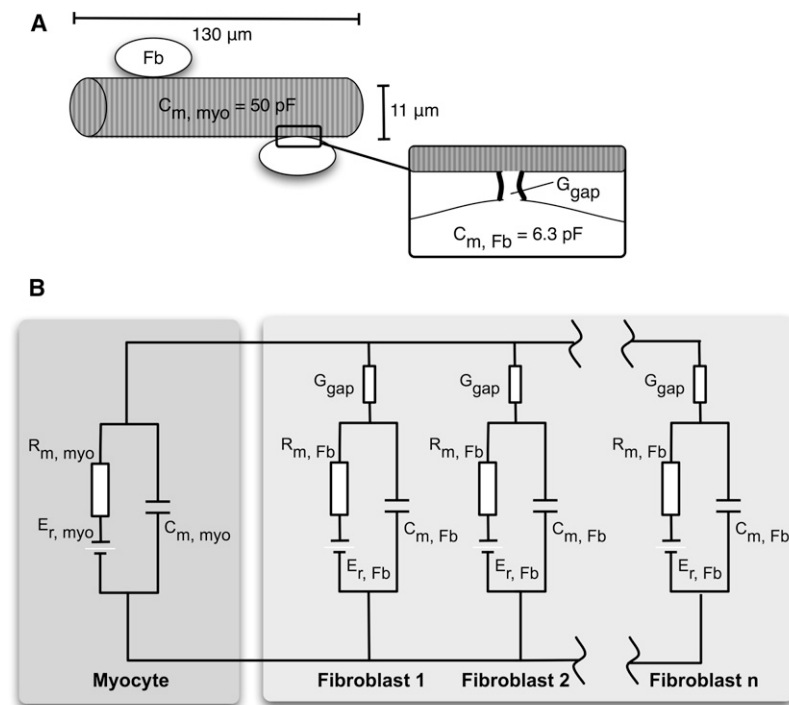 A
130 µm
Fb
C m, myo = 50 pF
11 µm
G gap
C m, Fb = 6.3 pF
B
G gap
G gap
G gap
R m, myo
R m, Fb
R m, Fb
R m, Fb
E r, myo
C m, myo
C m, Fb
C m, Fb
C m, Fb
E r, Fb
E r, Fb
E r, Fb
Myocyte
Fibroblast 1
Fibroblast 2
Fibroblast n